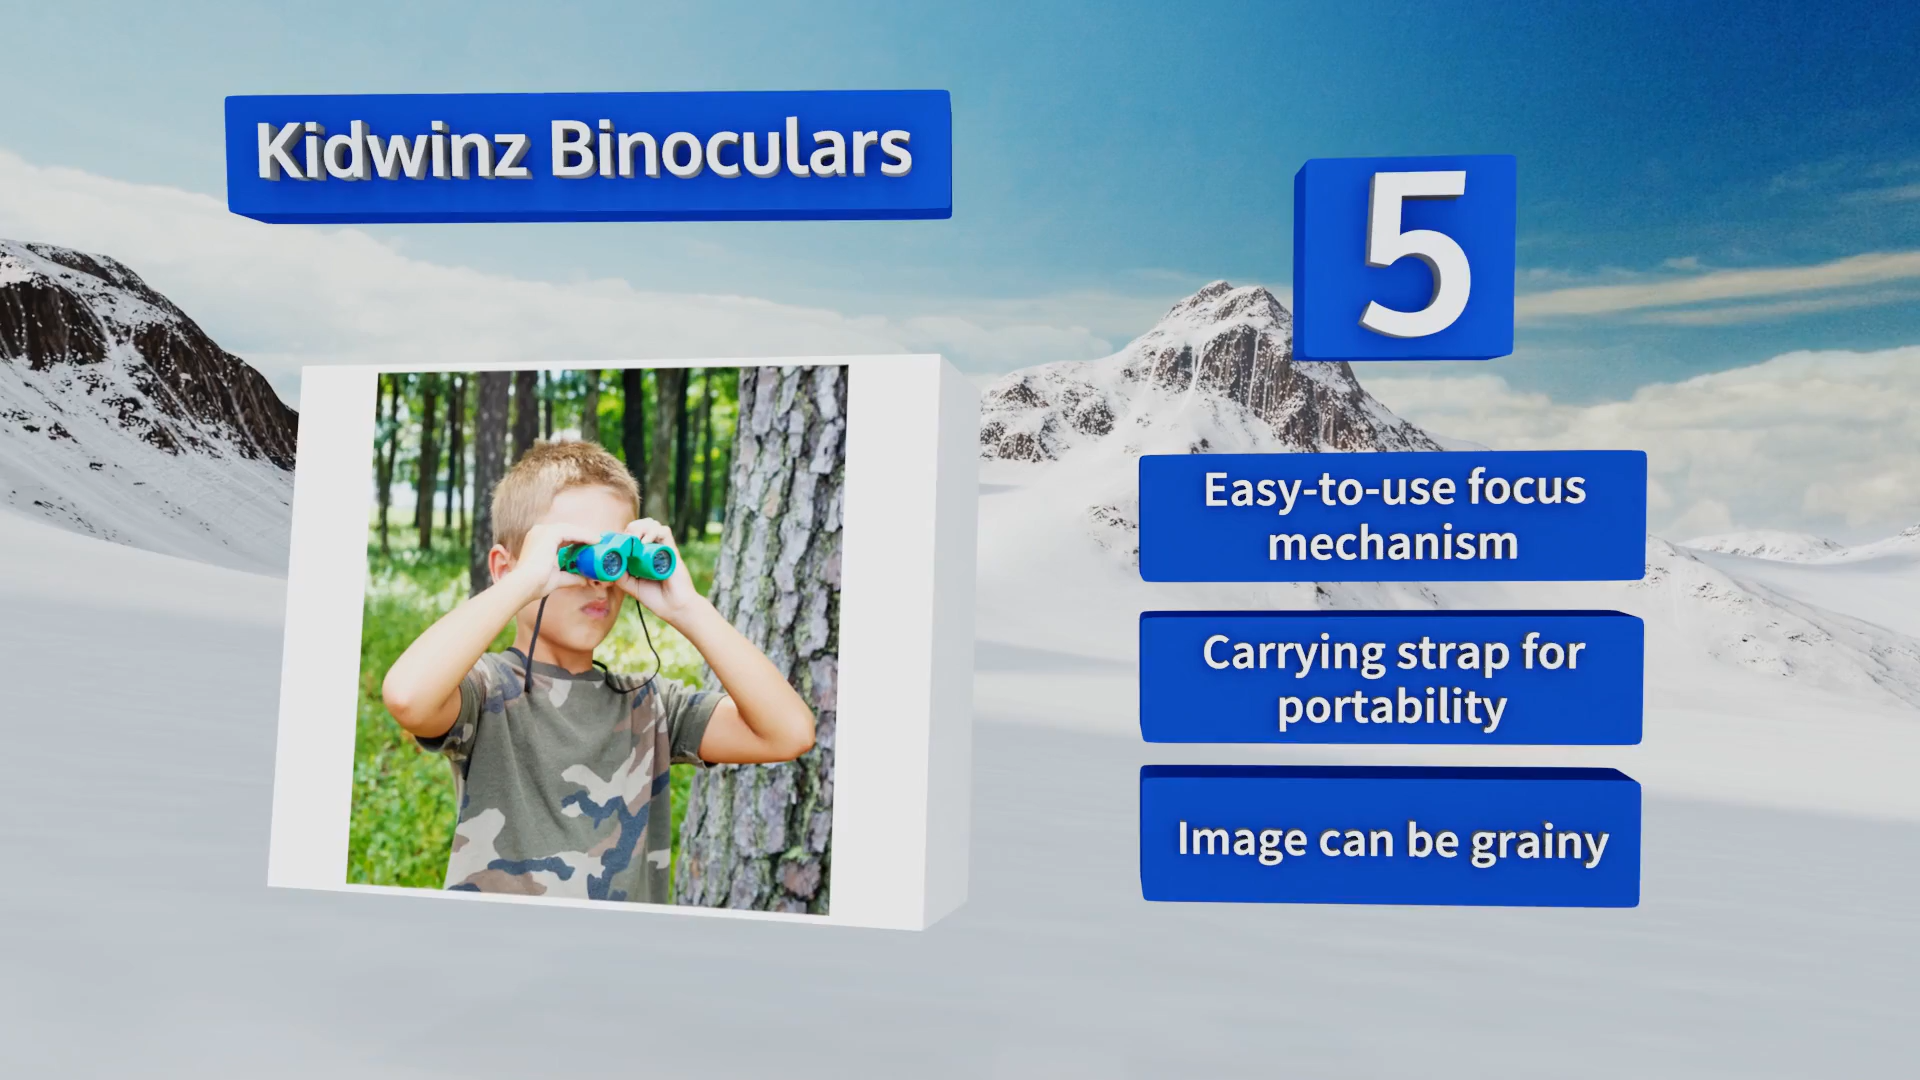 Kidwinz Binoculars
5
Easy-to-use focus
mechanism
Carrying strap for
portability
Image can be grainy